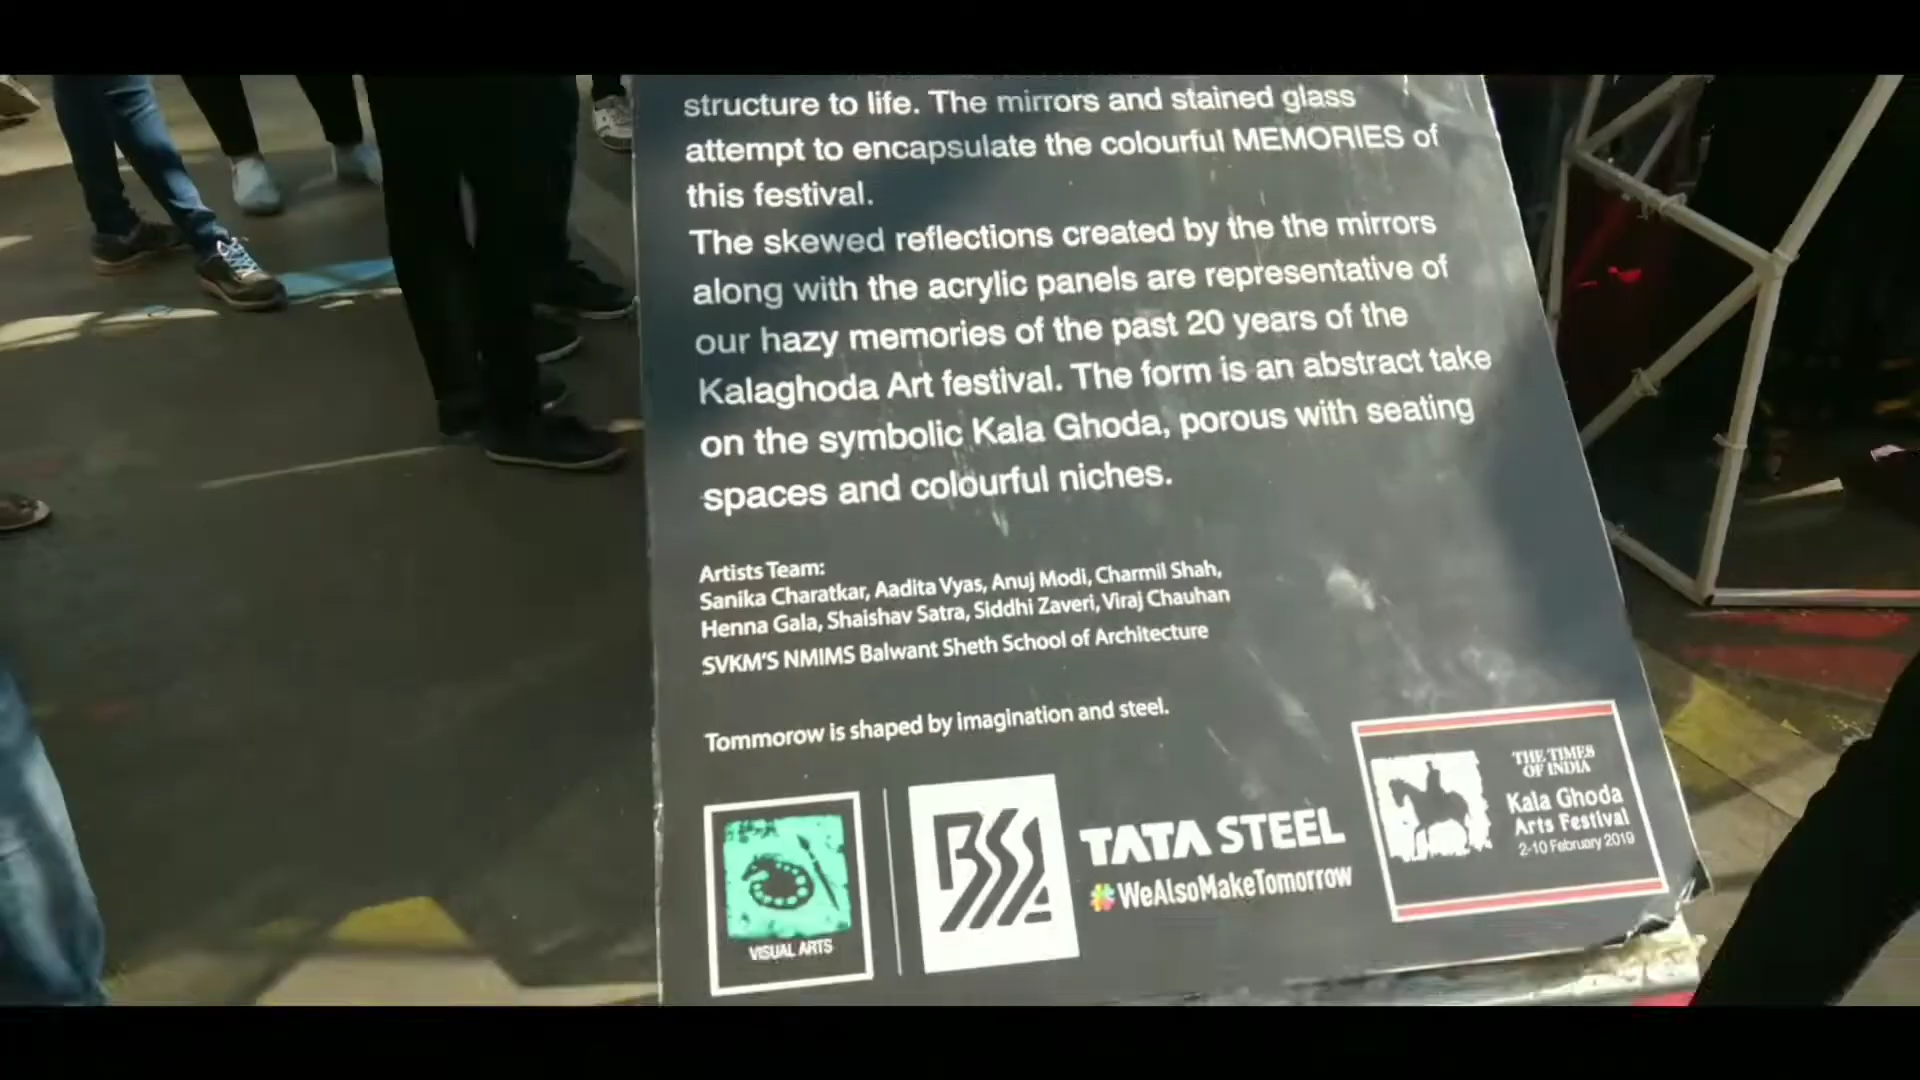 structure to life. The mirrors and stained glass
attempt to encapsulate the colourful MEMORIES of
this festival.
The skewed reflections created by the the mirrors
along with the acrylic panels are representative of
our hazy memories of the past 20 years of the
Kalaghoda Art festival. The form is an abstract take
on the symbolic Kala Ghoda, porous with seating
spaces and colourful niches.
Artists Team:
Sanika Charatkar, Aadita Vyas, Anuj Modi, Charmil Shah,
Henna Gala, Shaishav Satra, Siddhi Zaveri, Viraj Chauhan
SVKM'S NMIMS Balwant Sheth School of Architecture
Tommorow is shaped by imagination and steel.
VISUAL ARTS
BSSA
TATA STEEL
#WeAlsoMakeTomorrow
THE TIMES
OF INDIA
Kala Ghoda
Arts Festival
2-10 February 2019